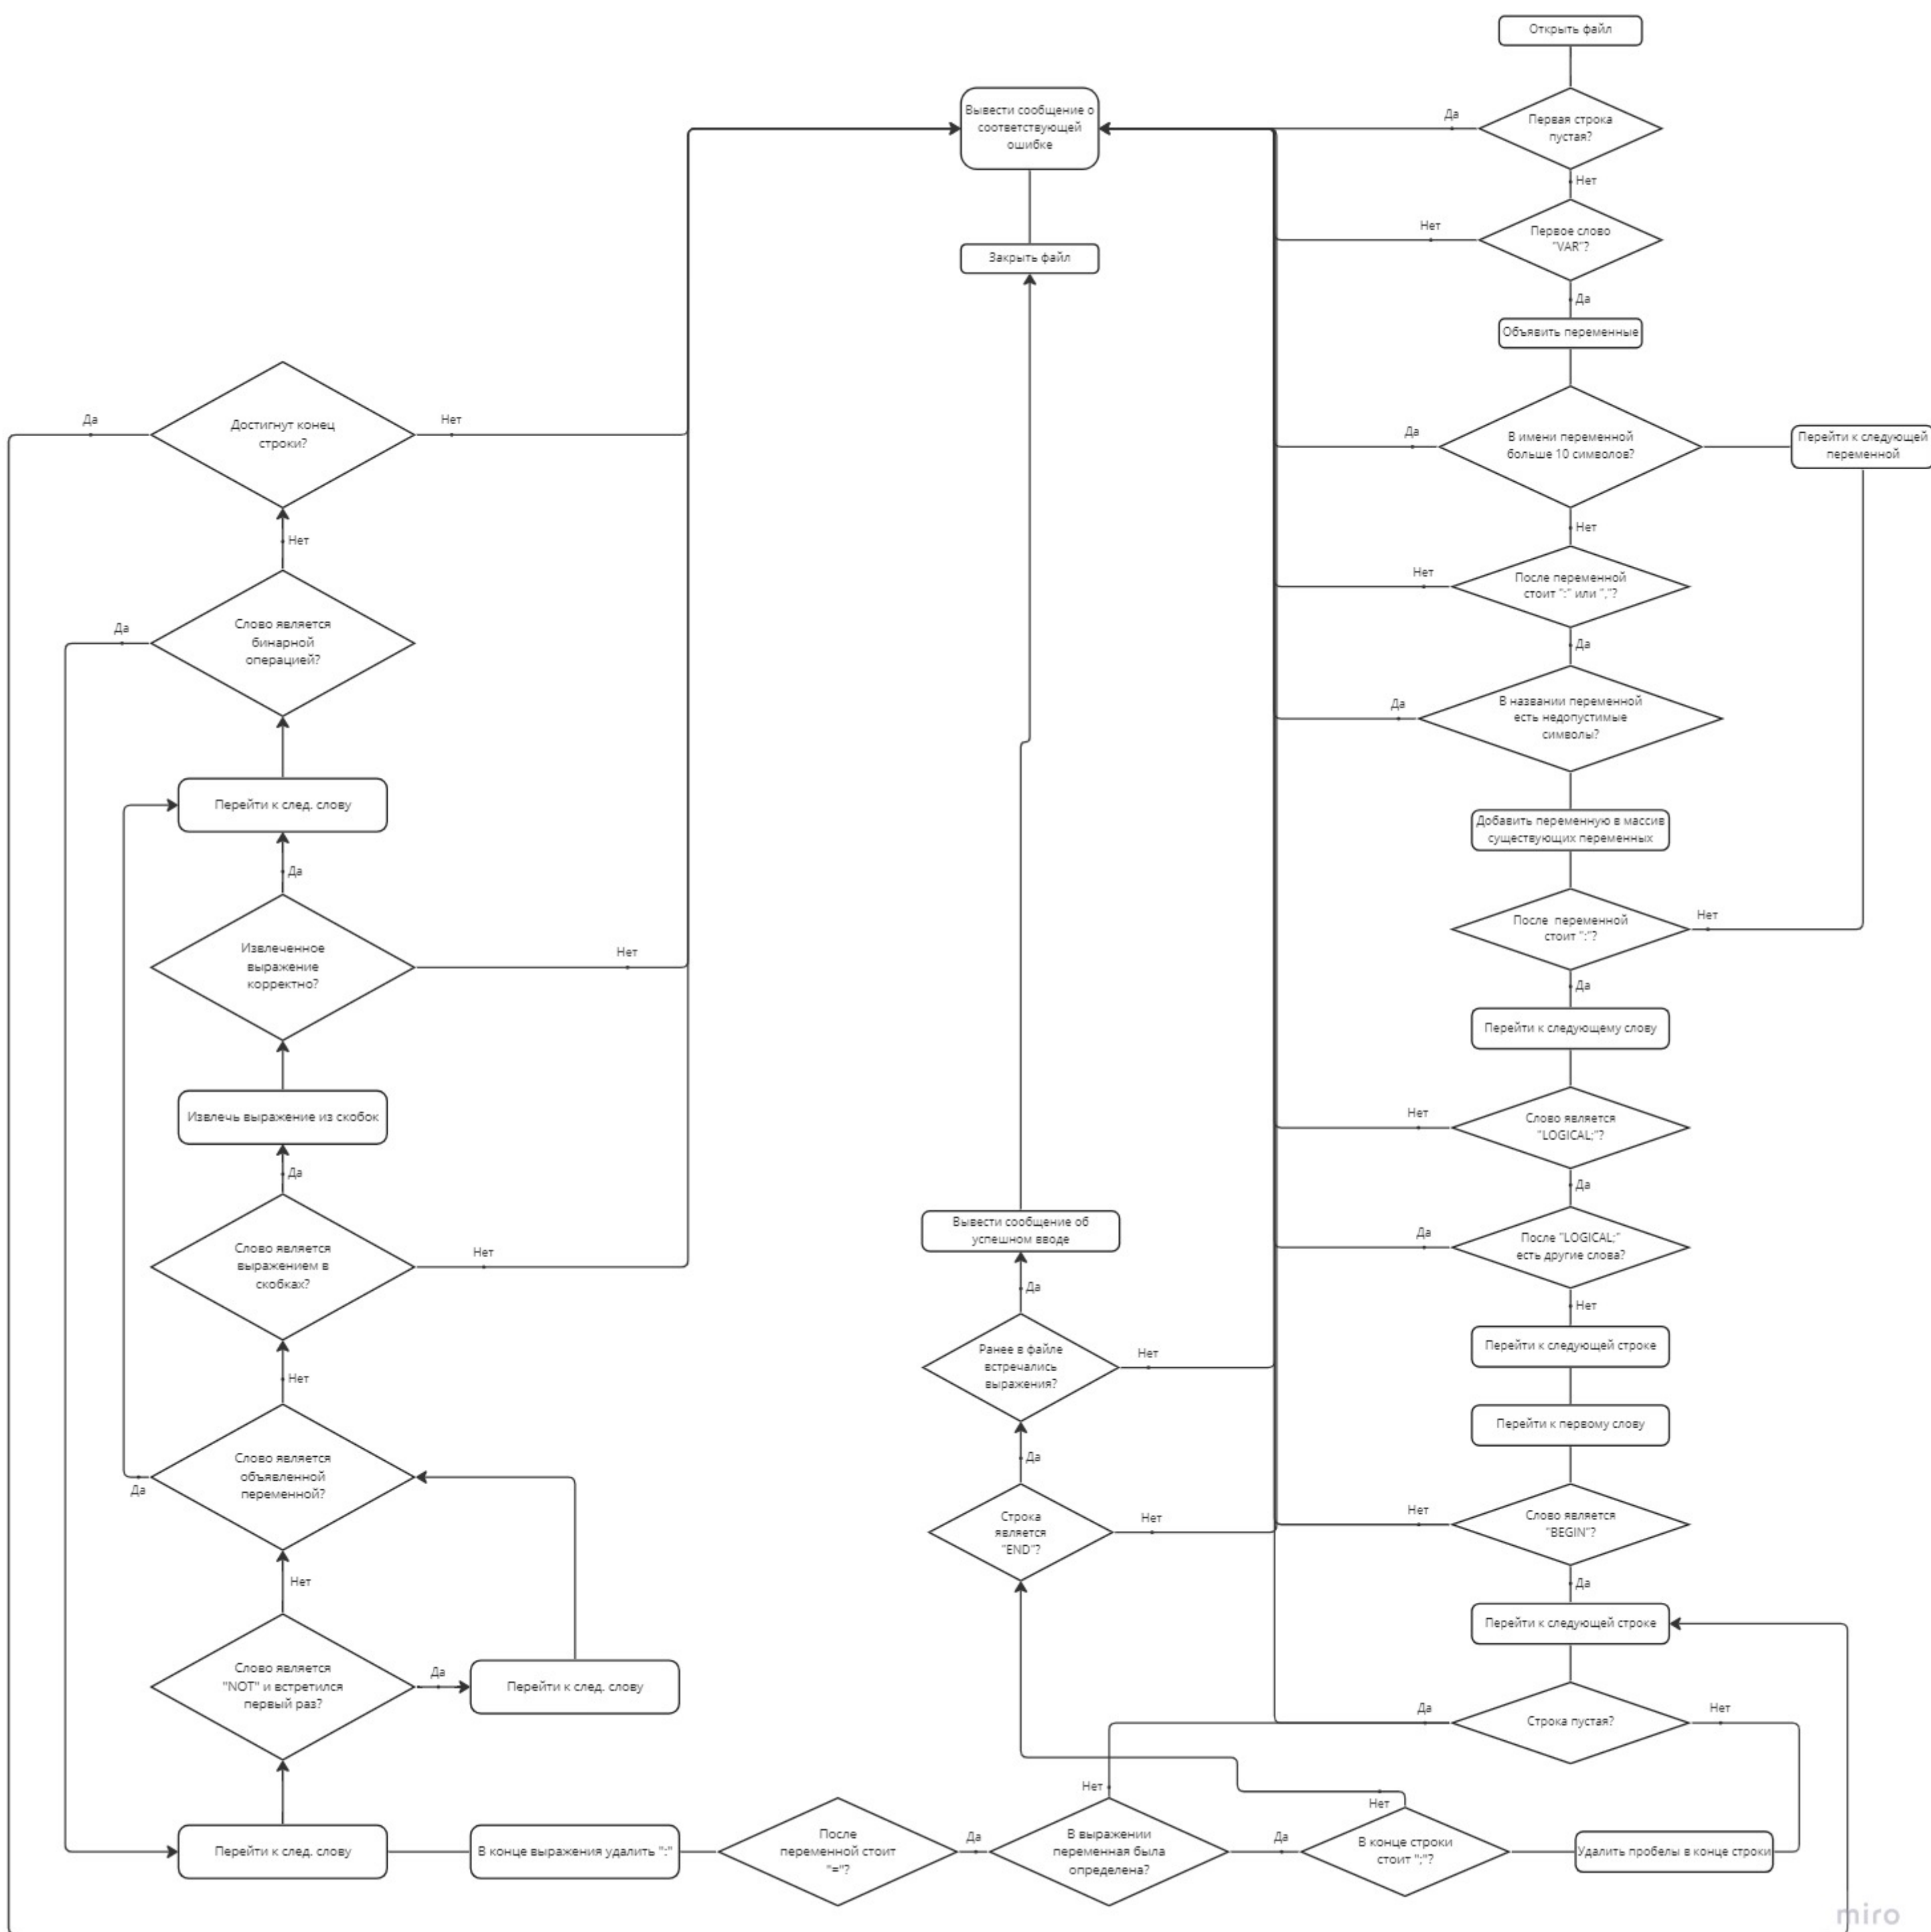 Открыть файл
Первая строка
пустая?
Да
Нет
Первое слово
"VAR"?
Нет
Да
Объявить переменные
В имени переменной
больше 10 символов?
Да
Нет
Перейти к следующей
переменной
После переменной
стоит ":" или ","?
Нет
Да
В названии переменной
есть недопустимые
символы?
Да
Добавить переменную в массив
существующих переменных
После переменной
стоит ":"?
Нет
Да
Перейти к следующему слову
Слово является
"LOGICAL;"?
Нет
Да
После "LOGICAL;"
есть другие слова?
Да
Нет
Перейти к следующей строке
Перейти к первому слову
Слово является
"BEGIN"?
Нет
Да
Перейти к следующей строке
Строка пустая?
Да
Нет
Удалить пробелы в конце строки
В конце строки
стоит ";"?
Нет
Да
В выражении
переменная была
определена?
Нет
Да
После
переменной стоит
"="?
В конце выражения удалить ";"
Перейти к след. слову
Слово является
"NOT" и встретился
первый раз?
Да
Перейти к след. слову
Нет
Слово является
объявленной
переменной?
Да
Нет
Слово является
выражением в
скобках?
Нет
Да
Извлечь выражение из скобок
Извлеченное
выражение
корректно?
Нет
Да
Перейти к след. слову
Слово является
бинарной
операцией?
Да
Нет
Достигнут конец
строки?
Да
Нет
Вывести сообщение о
соответствующей
ошибке
Закрыть файл
Вывести сообщение об
успешном вводе
Да
Ранее в файле
встречались
выражения?
Нет
Да
Строка
является
"END"?
Нет
miro